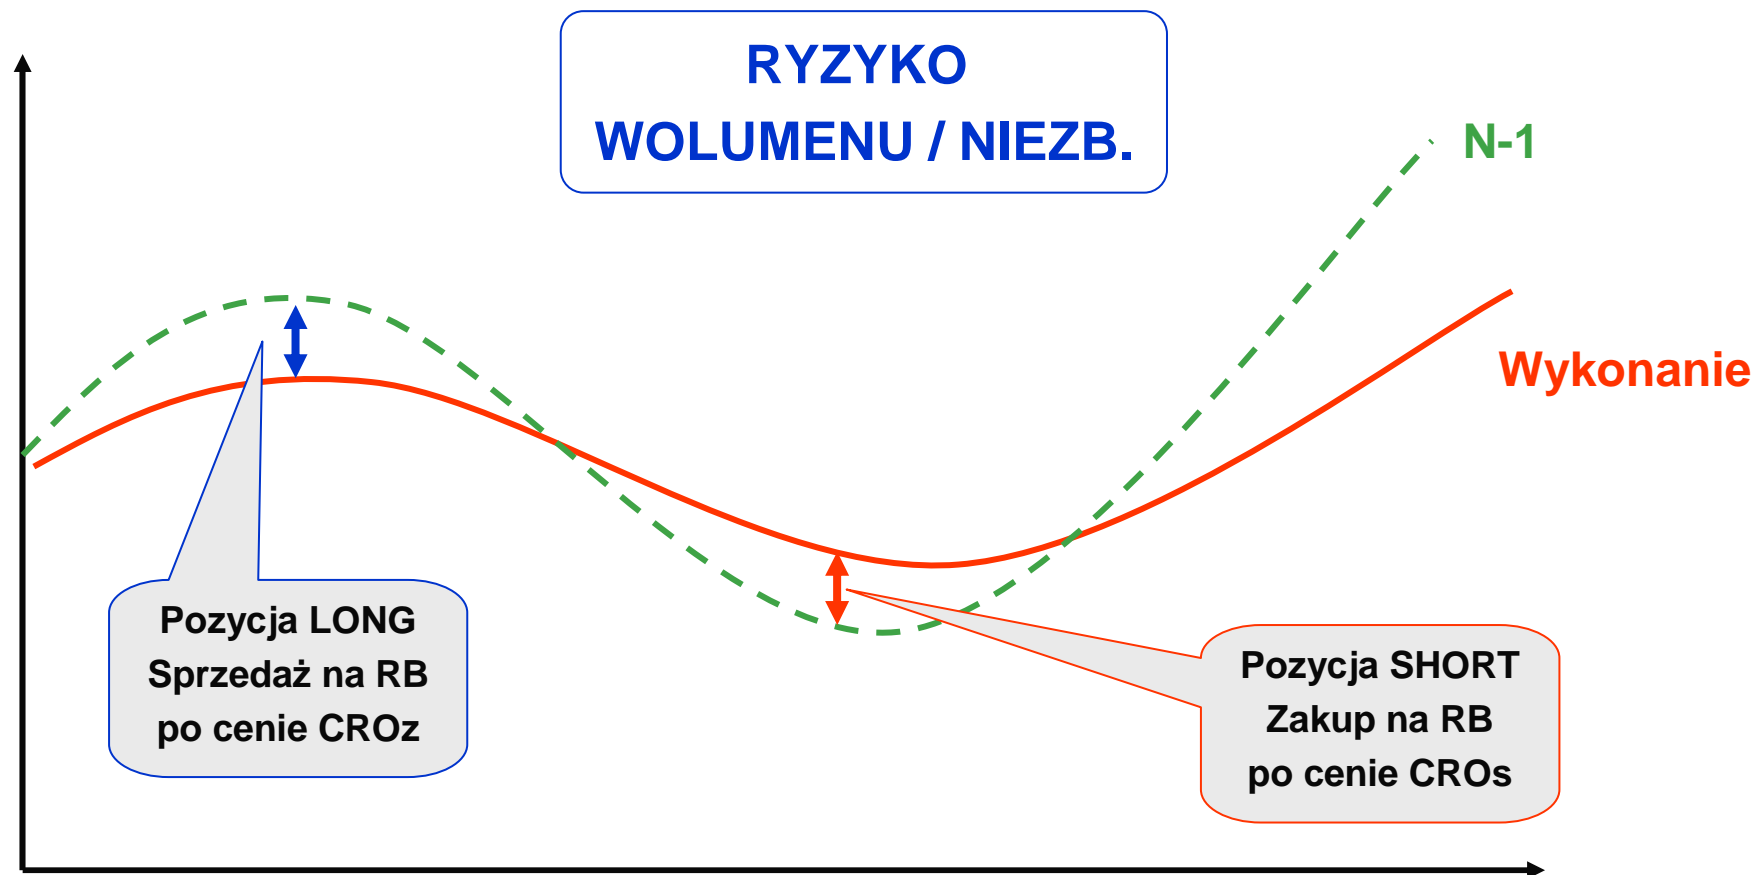 RYZYKO
WOLUMENU / NIEZB.
N-1
Wykonanie
Pozycja LONG
Sprzedaż na RB
po cenie CROz
Pozycja SHORT
Zakup na RB
po cenie CROs